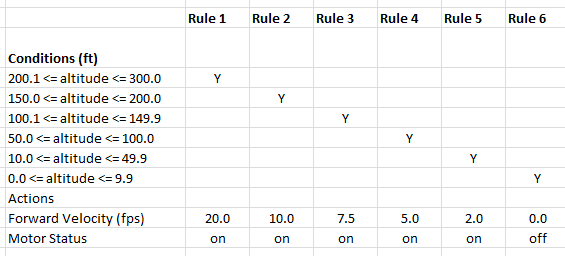 Rule 1 Rule 2 Rule 3 Rule 4 Rule 5 Rule 6
Conditions (ft)
200.1 <= altitude <= 300.0 Y
150.0 <= altitude <= 200.0 Y
100.1 <= altitude <= 149.9 Y
50.0 <= altitude <= 100.0 Y
10.0 <= altitude <= 49.9 Y
0.0 <= altitude <= 9.9 Y
Actions
Forward Velocity (fps) 20.0 10.0 7.5 5.0 2.0 0.0
Motor Status on on on on on off